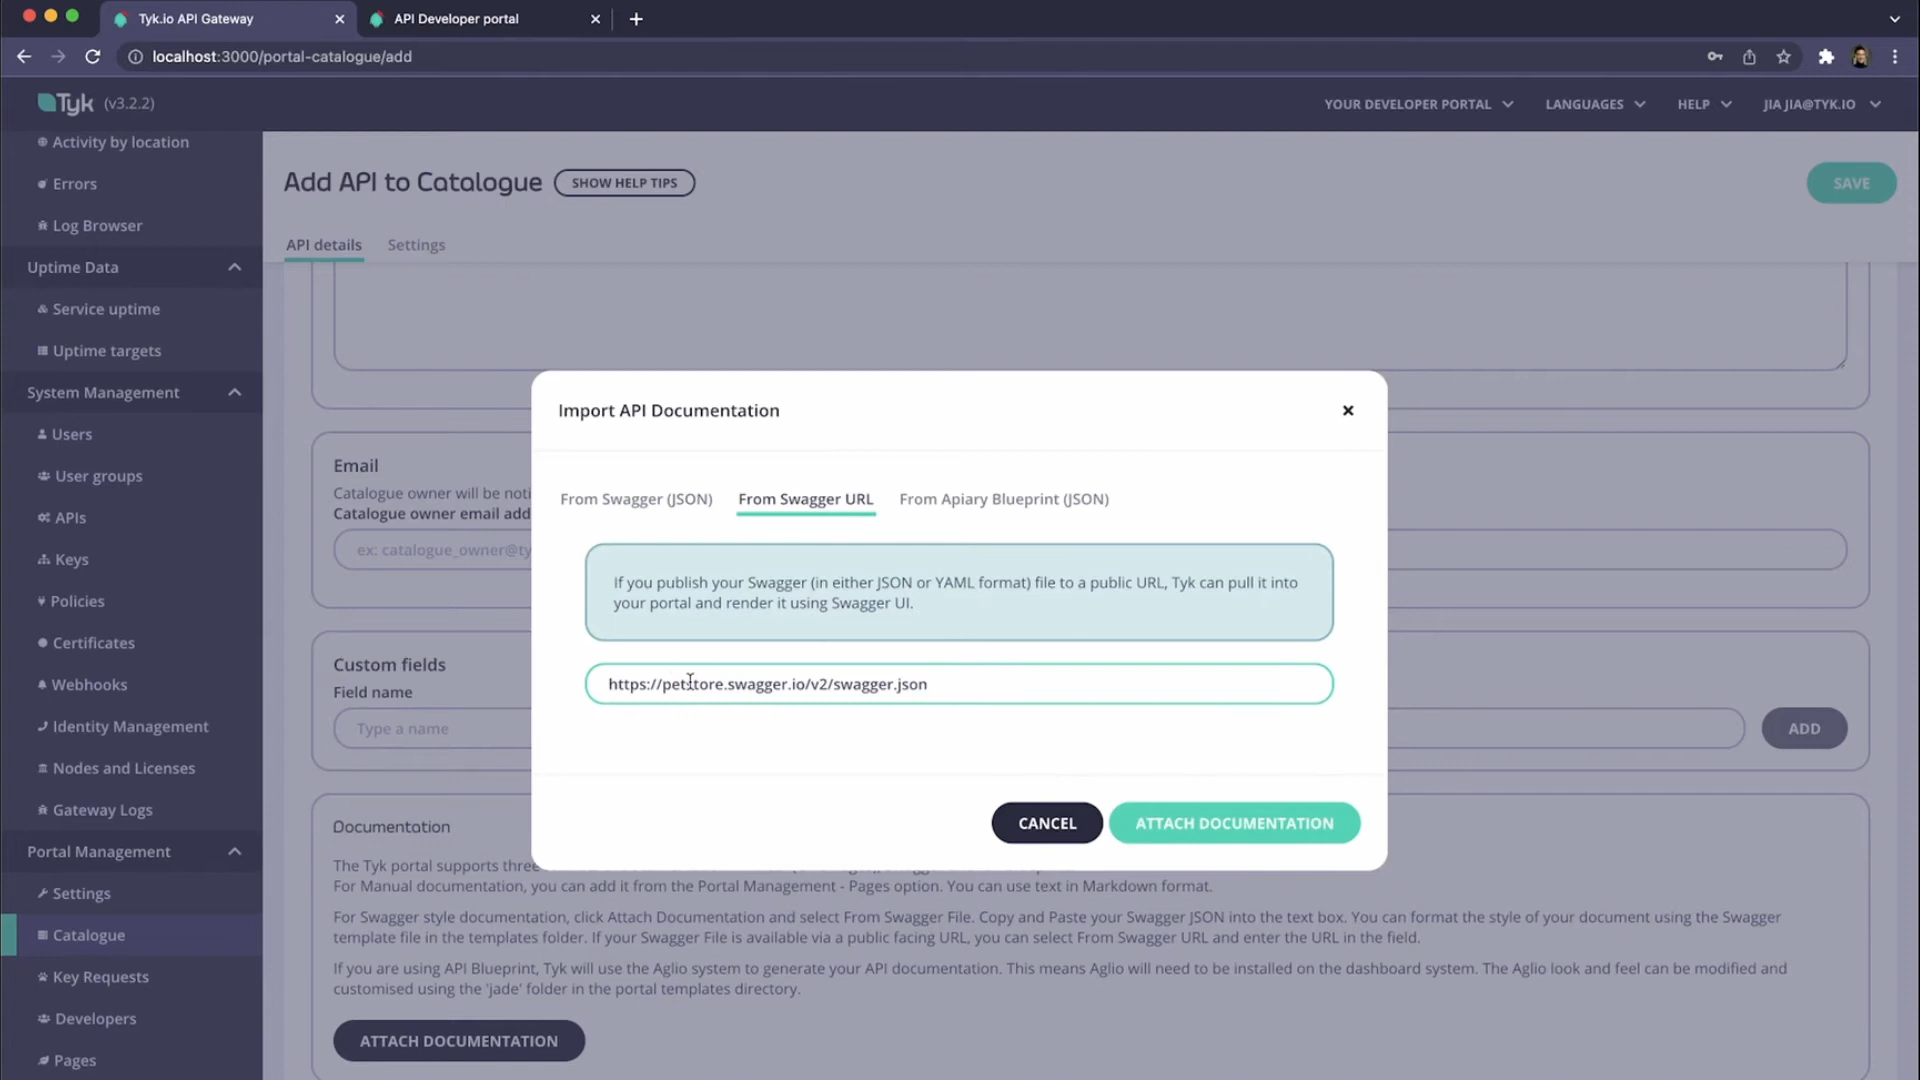 Tyk.io API Gateway
API Developer portal
localhost:3000/portal-catalogue/add
Tyk (v3.2.2)
YOUR DEVELOPER PORTAL
LANGUAGES
HELP
JIA JIA@TYK.IO
Activity by location
Errors
Log Browser
Uptime Data
Service uptime
Uptime targets
System Management
Users
User groups
APIs
Keys
Policies
Certificates
Webhooks
Identity Management
Nodes and Licenses
Gateway Logs
Portal Management
Settings
Catalogue
Key Requests
Developers
Pages
Add API to Catalogue
SHOW HELP TIPS
SAVE
API details
Settings
Email
Catalogue owner will be noti
Catalogue owner email add
ex: catalogue_owner@ty
Custom fields
Field name
Type a name
ADD
Import API Documentation
From Swagger (JSON)
From Swagger URL
From Apiary Blueprint (JSON)
If you publish your Swagger (in either JSON or YAML format) file to a public URL, Tyk can pull it into
your portal and render it using Swagger UI.
https://petstore.swagger.io/v2/swagger.json
CANCEL
ATTACH DOCUMENTATION
Documentation
The Tyk portal supports three
For Manual documentation, you can add it from the Portal Management - Pages option. You can use text in Markdown format.
For Swagger style documentation, click Attach Documentation and select From Swagger File. Copy and Paste your Swagger JSON into the text box. You can format the style of your document using the Swagger
template file in the templates folder. If your Swagger File is available via a public facing URL, you can select From Swagger URL and enter the URL in the field.
If you are using API Blueprint, Tyk will use the Aglio system to generate your API documentation. This means Aglio will need to be installed on the dashboard system. The Aglio look and feel can be modified and
customised using the 'jade' folder in the portal templates directory.
ATTACH DOCUMENTATION